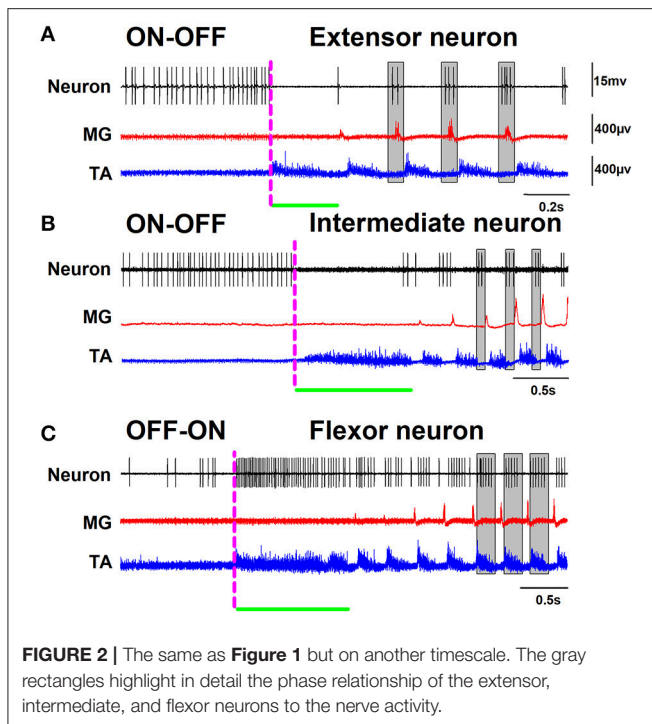 A
ON-OFF Extensor neuron
Neuron
15mv
MG
400µv
TA
400µv
0.2s
B
ON-OFF Intermediate neuron
Neuron
MG
TA
0.5s
C
OFF-ON Flexor neuron
Neuron
MG
TA
0.5s
FIGURE 2 | The same as Figure 1 but on another timescale. The gray
rectangles highlight in detail the phase relationship of the extensor,
intermediate, and flexor neurons to the nerve activity.